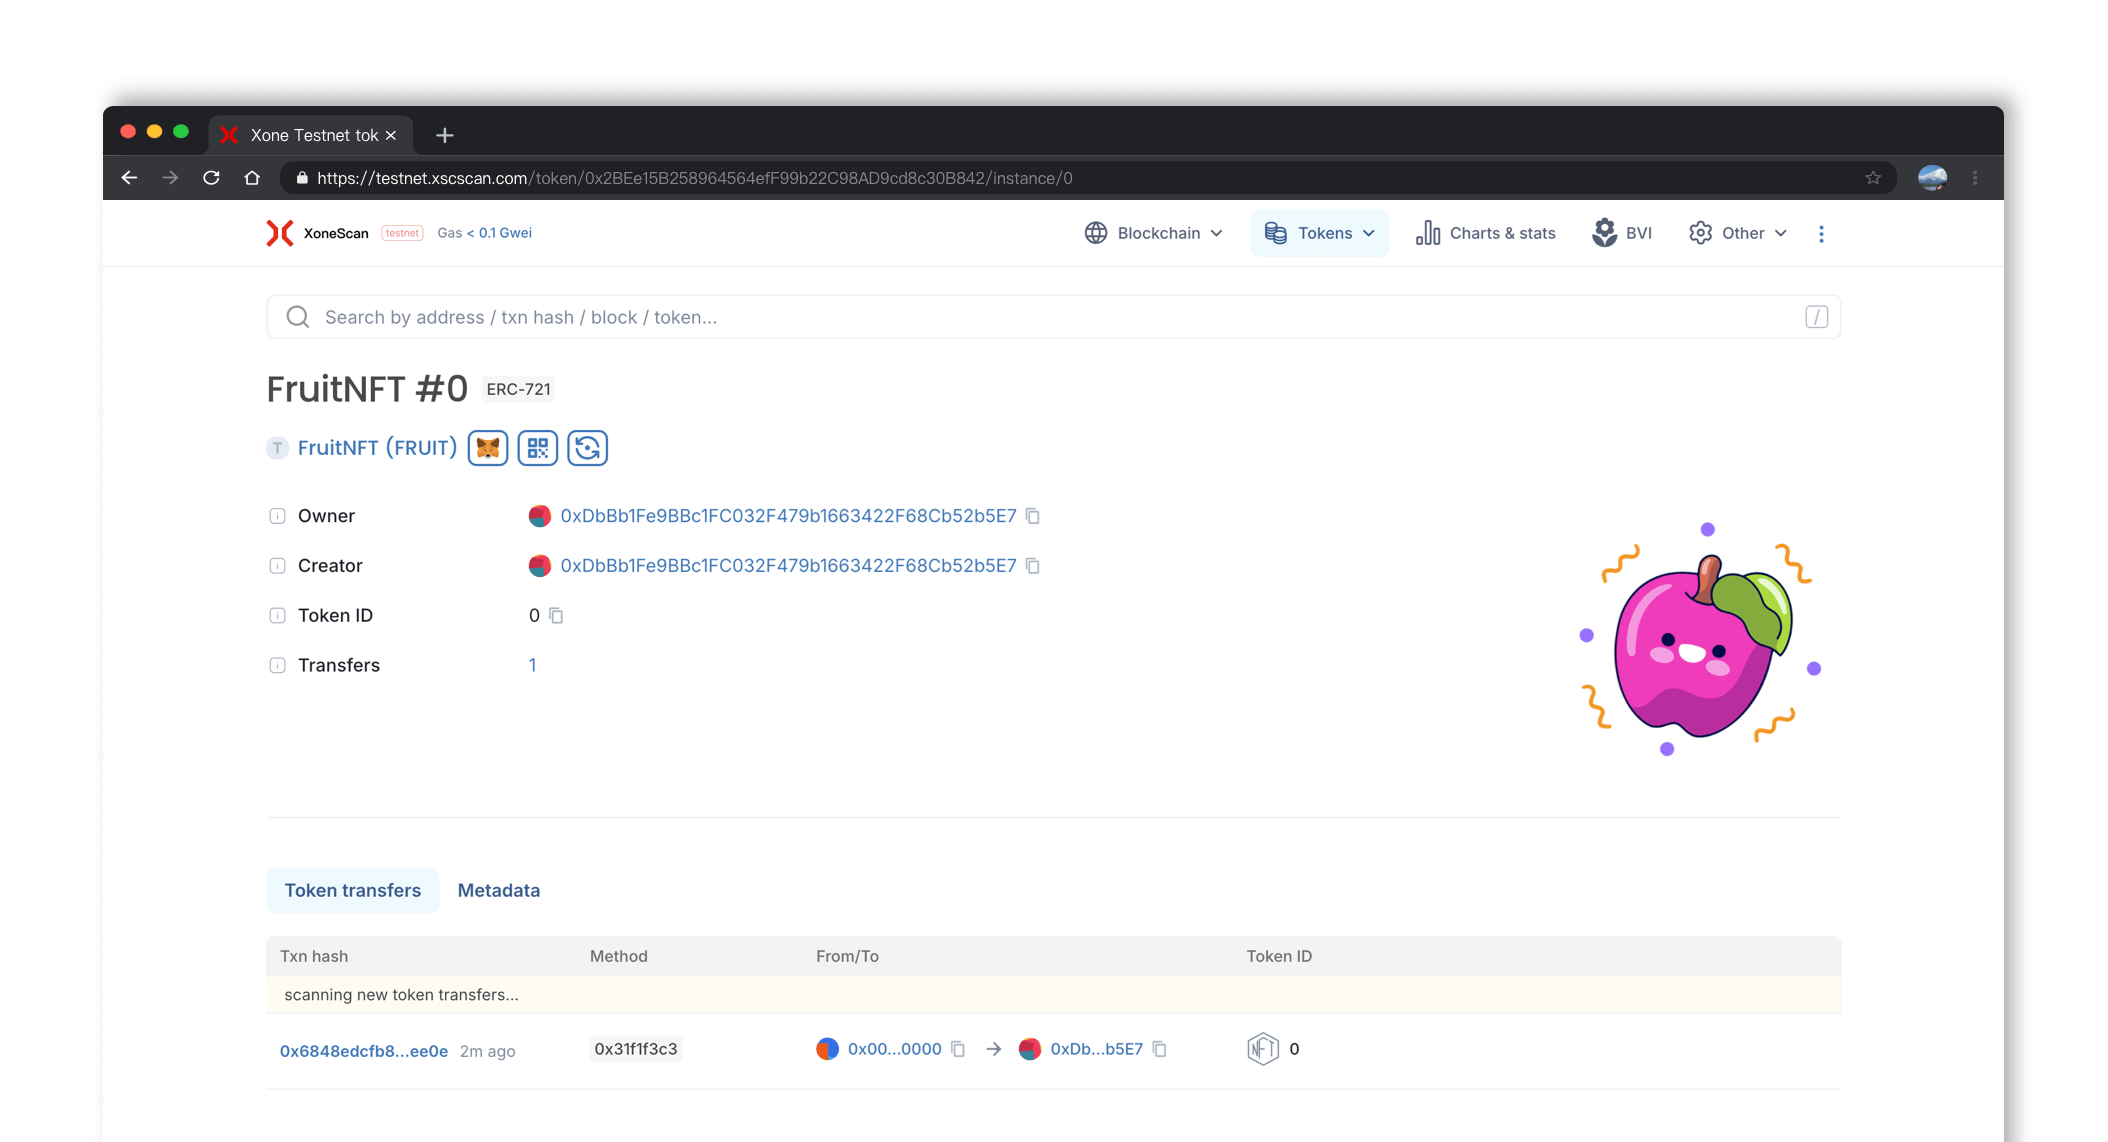 Xone Testnet tok
https://testnet.xscscan.com/token/0x2BEe15B258964564efF99b22C98AD9cd8c30B842/instance/0
XoneScan testnet Gas < 0.1 Gwei Blockchain Tokens Charts & stats BVI Other
Search by address / txn hash / block / token... /
FruitNFT #0 ERC-721
T FruitNFT (FRUIT)
Owner 0xDbBb1Fe9BBc1FC032F479b1663422F68Cb52b5E7
Creator 0xDbBb1Fe9BBc1FC032F479b1663422F68Cb52b5E7
Token ID 0
Transfers 1
Token transfers Metadata
Txn hash Method From/To Token ID
scanning new token transfers...
0x6848edcfb8...ee0e 2m ago 0x31f1f3c3 0x00...0000 0xDb...b5E7 NFT 0